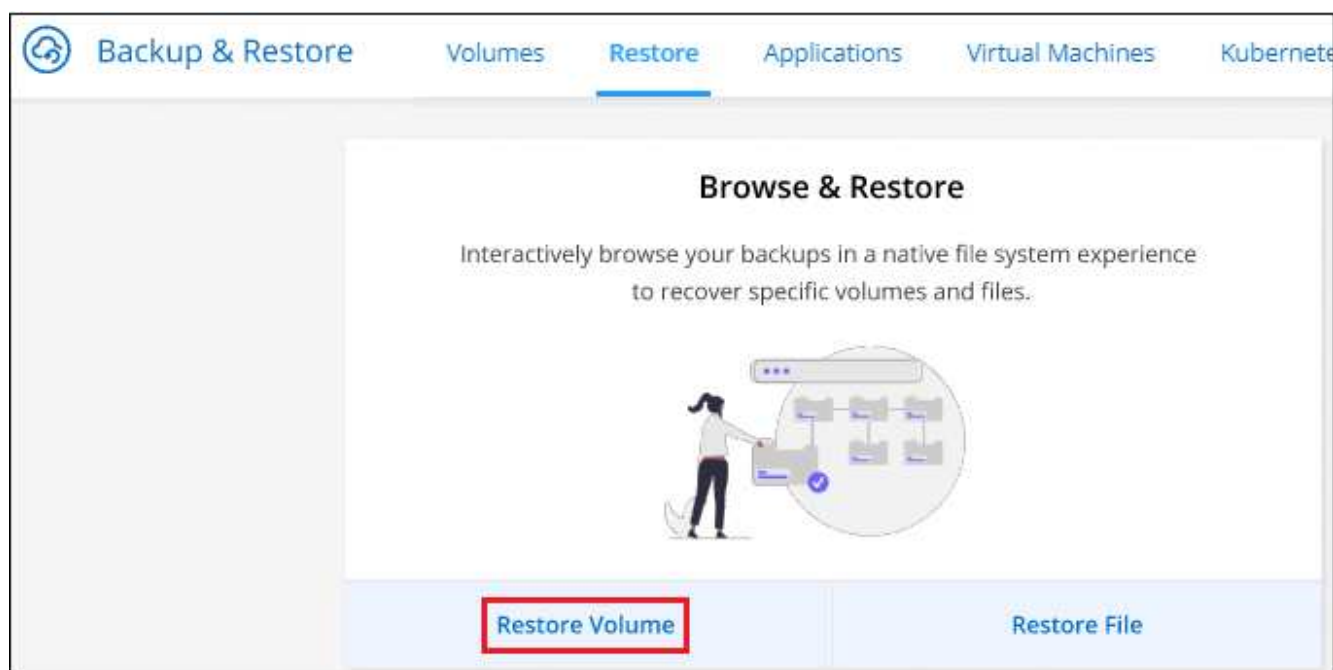 Backup & Restore Volumes Restore Applications Virtual Machines Kubernete
Browse & Restore
Interactively browse your backups in a native file system experience
to recover specific volumes and files.
Restore Volume Restore File